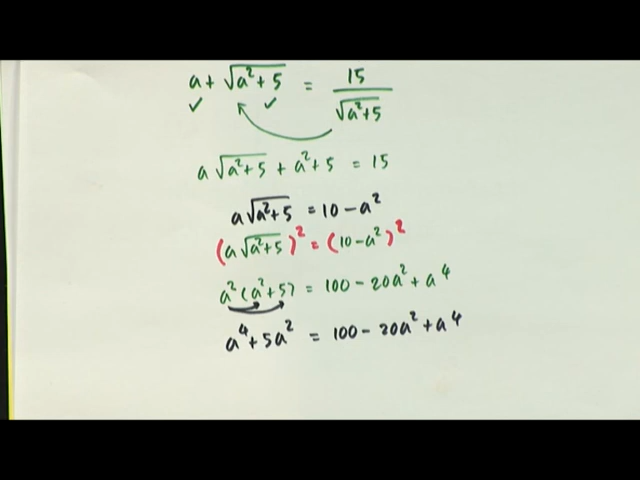 a + √(a² + 5) = 15 / √(a² + 5)
✓ ✓
a√(a² + 5) + a² + 5 = 15
a√(a² + 5) = 10 - a²
(a√(a² + 5))² = (10 - a²)²
a²(a² + 5) = 100 - 20a² + a⁴
a⁴ + 5a² = 100 - 20a² + a⁴